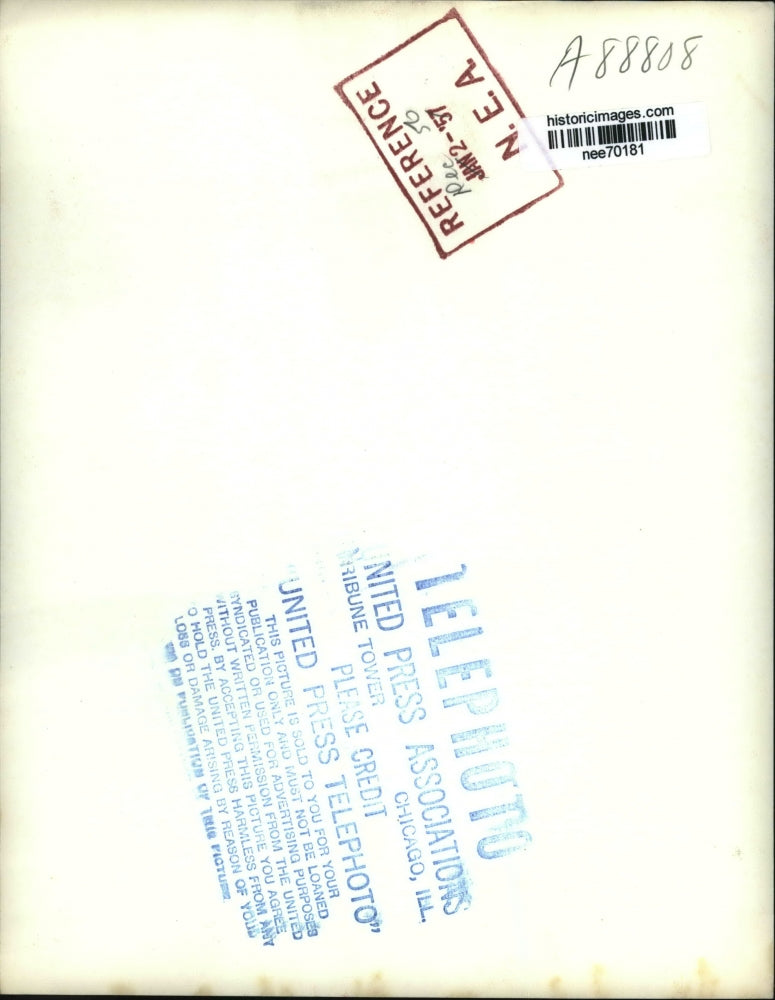 A88808
historicimages.com
nee70181
REFERENCE
Dec 56
JAN 2-'57
N. E. A.
TELEPHOTO
NITED PRESS ASSOCIATIONS
RIBUNE TOWER CHICAGO, ILL.
PLEASE CREDIT
"UNITED PRESS TELEPHOTO"
THIS PICTURE IS SOLD TO YOU FOR YOUR
PUBLICATION ONLY AND MUST NOT BE LOANED
SYNDICATED OR USED FOR ADVERTISING PURPOSES
WITHOUT WRITTEN PERMISSION FROM THE UNITED
PRESS. BY ACCEPTING THIS PICTURE YOU AGREE
O HOLD THE UNITED PRESS HARMLESS FROM ANY
LOSS OR DAMAGE ARISING BY REASON OF YOUR
PUBLICATION OF THIS PICTURE